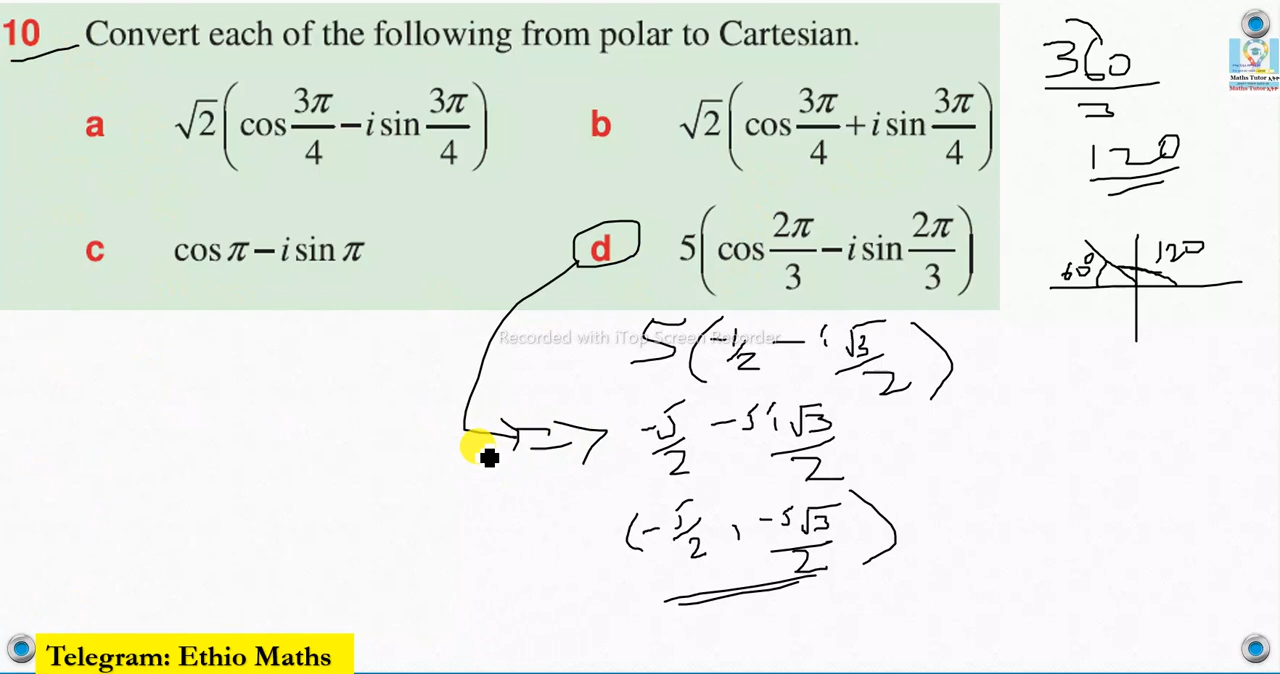 10 Convert each of the following from polar to Cartesian.
a √2(cos 3π/4 − i sin 3π/4) b √2(cos 3π/4 + i sin 3π/4)
c cos π − i sin π d 5(cos 2π/3 − i sin 2π/3)
360/3
120
60° 120
Maths Tutor
Maths Tutor
Recorded with iTop Screen Recorder
5(-1/2 − i √3/2)
-5/2 − 5i √3/2
(-5/2, -5√3/2)
Telegram: Ethio Maths